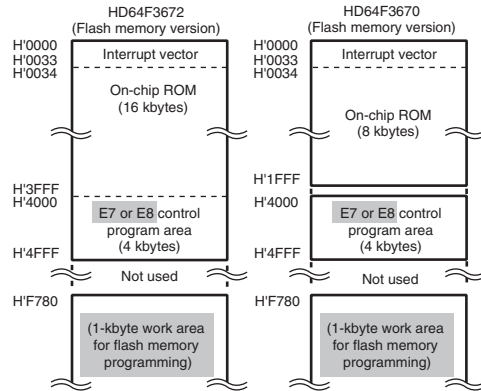 HD64F3672
(Flash memory version)
H'0000
H'0033
H'0034
Interrupt vector
On-chip ROM
(16 kbytes)
H'3FFF
H'4000
E7 or E8 control
program area
(4 kbytes)
H'4FFF
Not used
H'F780
(1-kbyte work area
for flash memory
programming)
HD64F3670
(Flash memory version)
H'0000
H'0033
H'0034
Interrupt vector
On-chip ROM
(8 kbytes)
H'1FFF
H'4000
E7 or E8 control
program area
(4 kbytes)
H'4FFF
Not used
H'F780
(1-kbyte work area
for flash memory
programming)